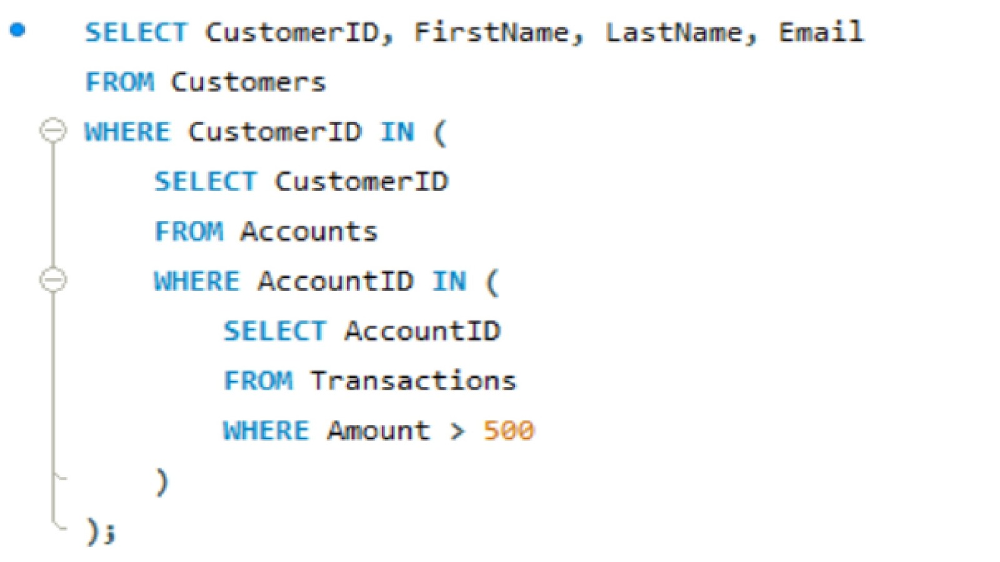 SELECT CustomerID, FirstName, LastName, Email
FROM Customers
WHERE CustomerID IN (
    SELECT CustomerID
    FROM Accounts
    WHERE AccountID IN (
        SELECT AccountID
        FROM Transactions
        WHERE Amount > 500
    )
);